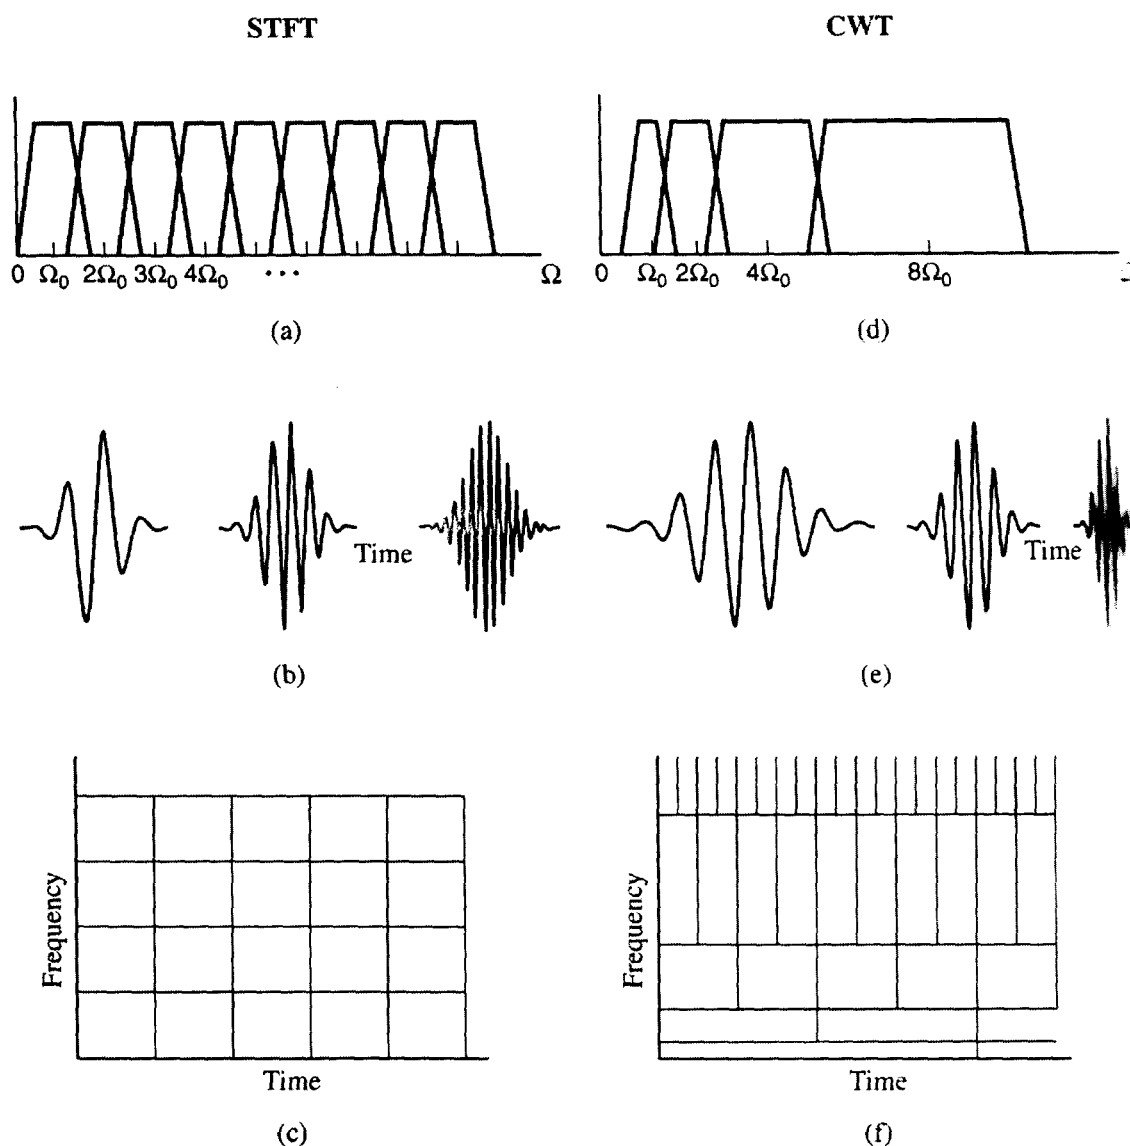 STFT
CWT
0 Ω₀ 2Ω₀ 3Ω₀ 4Ω₀ ... Ω
0 Ω₀ 2Ω₀ 4Ω₀ 8Ω₀
(a)
(d)
Time
Time
(b)
(e)
Frequency
Time
Frequency
Time
(c)
(f)